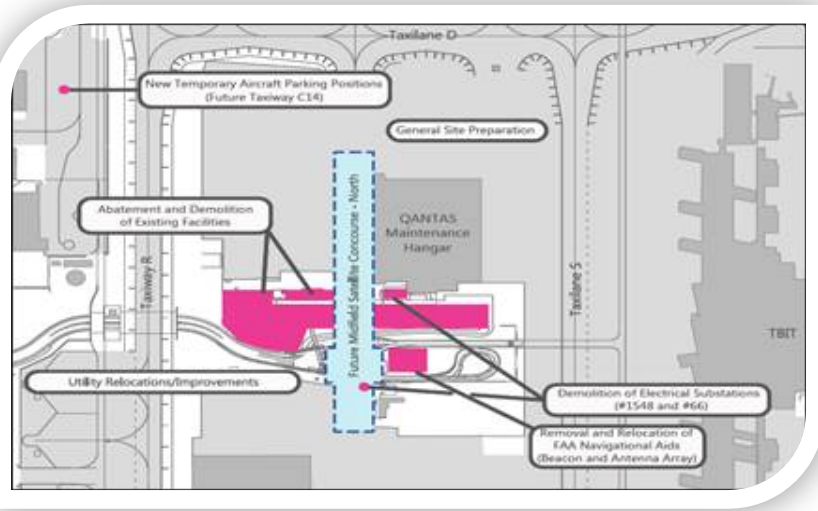 Taxilane D
New Temporary Aircraft Parking Positions
(Future Taxiway C14)
General Site Preparation
Abatement and Demolition
of Existing Facilities
Future Midfield Satellite Concourse - North
QANTAS
Maintenance
Hangar
Taxiway R
Taxilane S
TBIT
Utility Relocations/Improvements
Demolition of Electrical Substations
(#1548 and #66)
Removal and Relocation of
FAA Navigational Aids
(Beacon and Antenna Array)